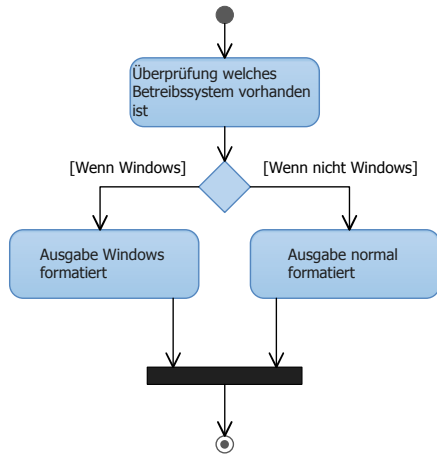 Überprüfung welches
Betreibssystem vorhanden
ist
[Wenn Windows]
[Wenn nicht Windows]
Ausgabe Windows
formatiert
Ausgabe normal
formatiert